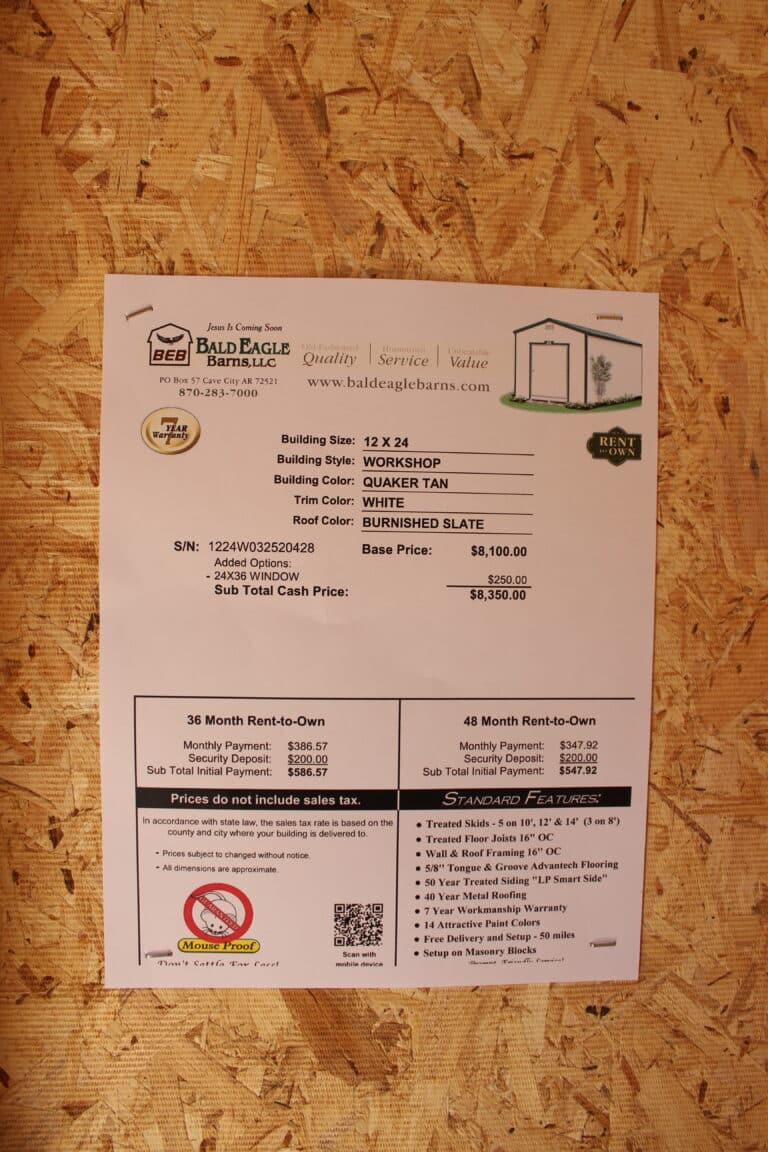 Jesus Is Coming Soon
BEB
BALD EAGLE
BARNS, LLC
PO Box 57 Cave City AR 72521
870-283-7000
Old-Fashioned
Quality
Service
Value
www.baldeaglebarns.com
7 YEAR
Warranty
RENT
TO OWN
Building Size: 12 X 24
Building Style: WORKSHOP
Building Color: QUAKER TAN
Trim Color: WHITE
Roof Color: BURNISHED SLATE
S/N: 1224W032520428
Base Price: $8,100.00
Added Options:
- 24X36 WINDOW $250.00
Sub Total Cash Price: $8,350.00
36 Month Rent-to-Own
Monthly Payment: $386.57
Security Deposit: $200.00
Sub Total Initial Payment: $586.57
48 Month Rent-to-Own
Monthly Payment: $347.92
Security Deposit: $200.00
Sub Total Initial Payment: $547.92
Prices do not include sales tax.
In accordance with state law, the sales tax rate is based on the
county and city where your building is delivered to.
- Prices subject to changed without notice.
- All dimensions are approximate.
Mouse Proof
Don't Settle For Less!
Scan with
mobile device
STANDARD FEATURES:
• Treated Skids - 5 on 10', 12' & 14' (3 on 8')
• Treated Floor Joists 16" OC
• Wall & Roof Framing 16" OC
• 5/8" Tongue & Groove Advantech Flooring
• 50 Year Treated Siding "LP Smart Side"
• 40 Year Metal Roofing
• 7 Year Workmanship Warranty
• 14 Attractive Paint Colors
• Free Delivery and Setup - 50 miles
• Setup on Masonry Blocks